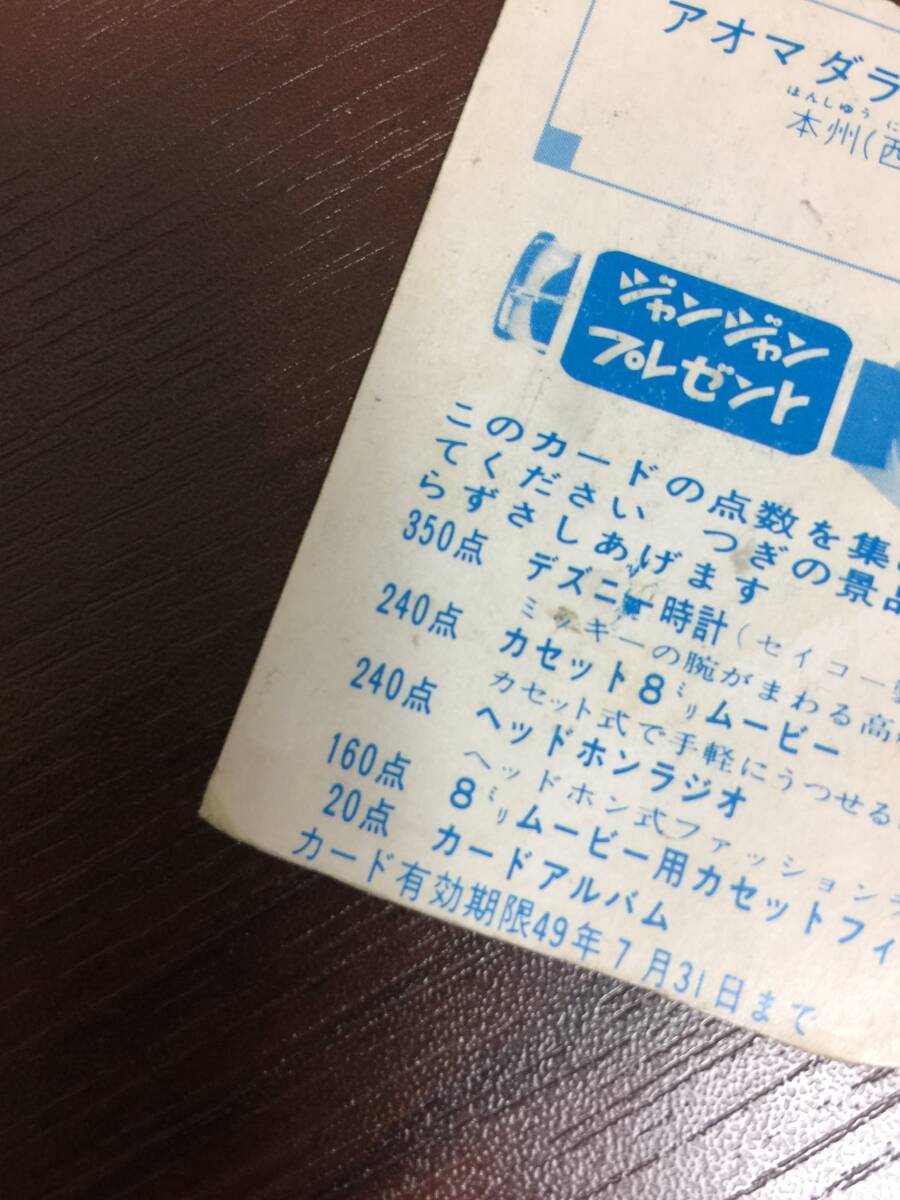 アオマダラ
はんしゅう に
本州(西
ジャンジャン
プレゼント
このカードの点数を集
てください つぎの景品
らずさしあげます
350点 デズニー時計(セイコー
ミッキーの腕がまわる高
240点 カセット8ミリムービー
カセット式で手軽にうつせる
240点 ヘッドホンラジオ
ヘッドホン式ファッション
160点 8ミリムービー用カセットフィ
20点 カードアルバム
カード有効期限49年7月31日まで